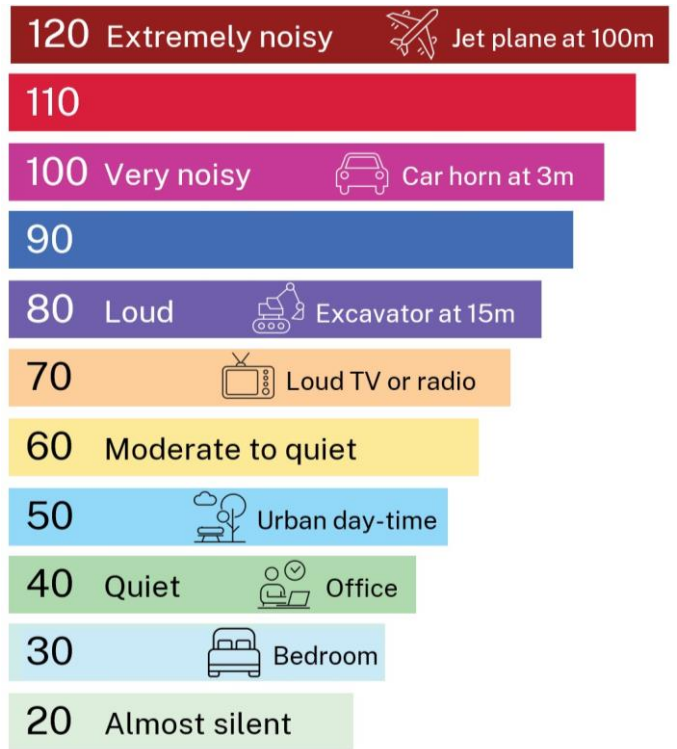 120 Extremely noisy Jet plane at 100m
110
100 Very noisy Car horn at 3m
90
80 Loud Excavator at 15m
70 Loud TV or radio
60 Moderate to quiet
50 Urban day-time
40 Quiet Office
30 Bedroom
20 Almost silent